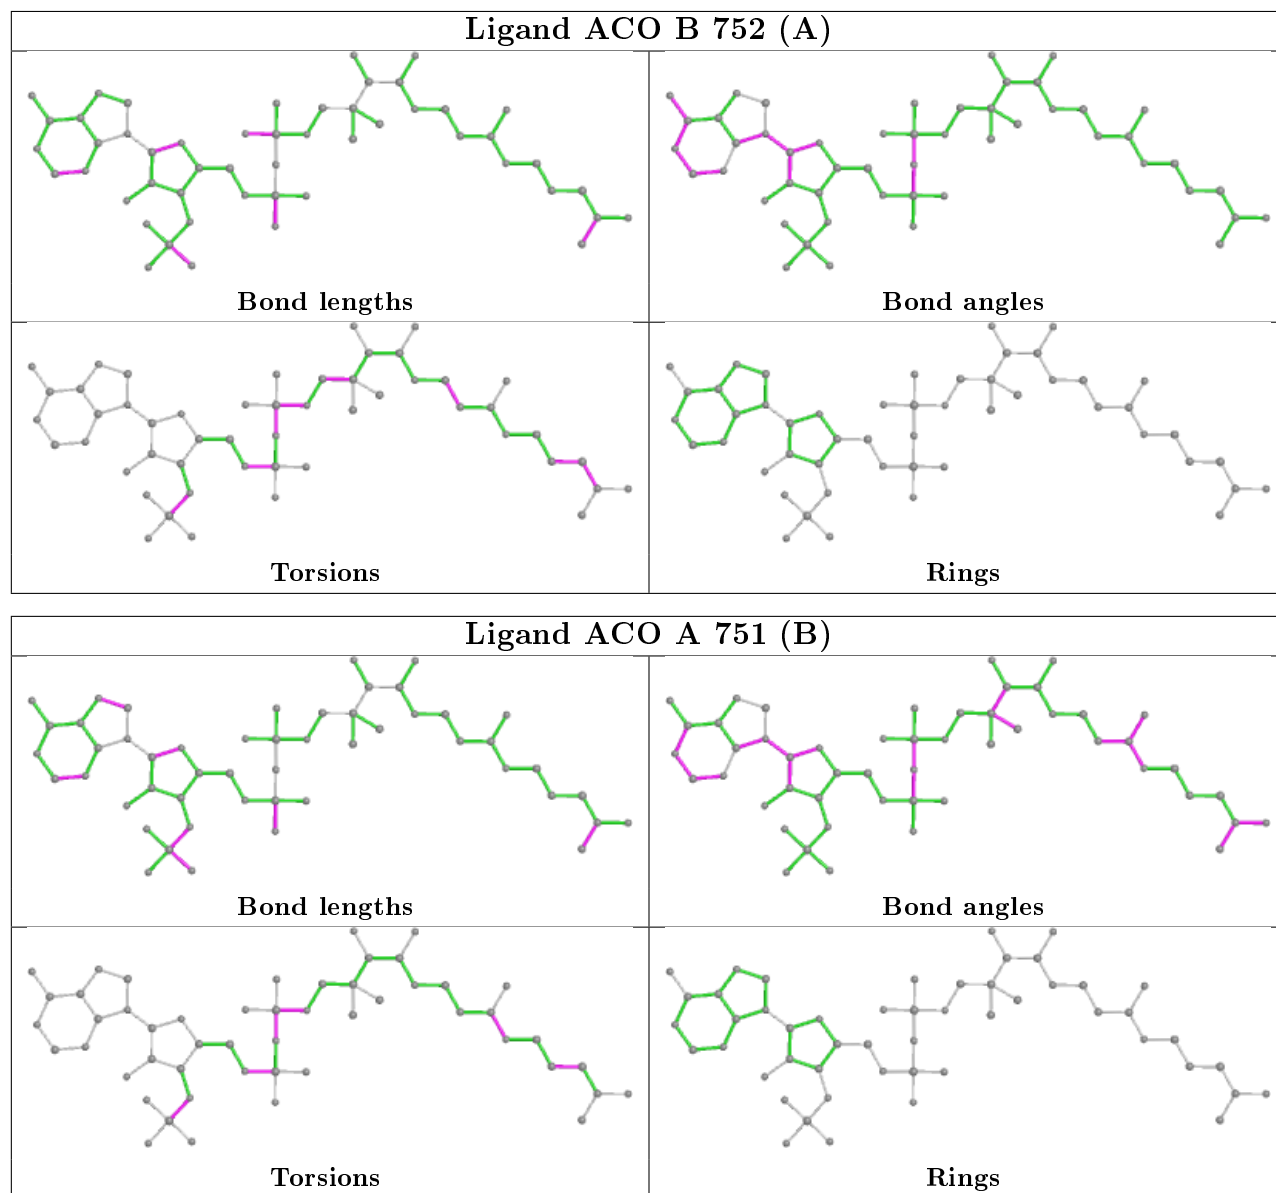 Ligand ACO B 752 (A)
Bond lengths
Bond angles
Torsions
Rings
Ligand ACO A 751 (B)
Bond lengths
Bond angles
Torsions
Rings